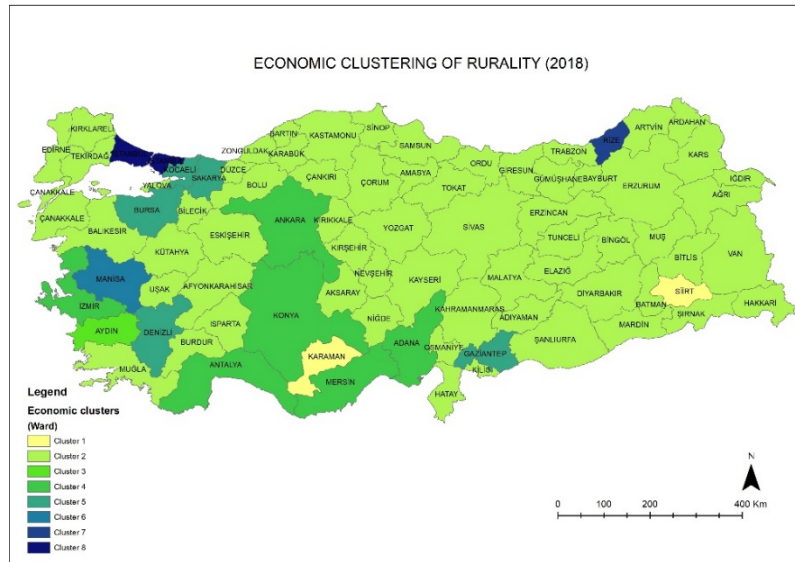 ECONOMIC CLUSTERING OF RURALITY (2018)
KIRKLARELİ
EDİRNE
TEKİRDAĞ
KOCAELİ
SAKARYA
DÜZCE
ZONGULDAK
BARTIN
KARABÜK
KASTAMONU
SİNOP
SAMSUN
ORDU
GİRESUN
TRABZON
RİZE
ARTVİN
ARDAHAN
KARS
IĞDIR
AĞRI
ÇANAKKALE
YALOVA
BOLU
ÇANKIRI
ÇORUM
AMASYA
TOKAT
GÜMÜŞHANE
BAYBURT
ERZURUM
ÇANAKKALE
BURSA
BİLECİK
BALIKESİR
ESKİŞEHİR
ANKARA
KIRIKKALE
YOZGAT
SİVAS
ERZİNCAN
TUNCELİ
BİNGÖL
MUŞ
BİTLİS
VAN
KÜTAHYA
KIRŞEHİR
NEVŞEHİR
KAYSERİ
MALATYA
ELAZIĞ
DİYARBAKIR
MANİSA
UŞAK
AFYONKARAHİSAR
AKSARAY
SİİRT
BATMAN
HAKKARİ
ŞIRNAK
MARDİN
İZMİR
KONYA
NİĞDE
KAHRAMANMARAŞ
ADIYAMAN
ŞANLIURFA
AYDIN
DENİZLİ
ISPARTA
BURDUR
KARAMAN
ADANA
OSMANİYE
GAZİANTEP
KİLİS
MUĞLA
ANTALYA
MERSİN
HATAY
Legend
Economic clusters
(Ward)
Cluster 1
Cluster 2
Cluster 3
Cluster 4
Cluster 5
Cluster 6
Cluster 7
Cluster 8
N
0 100 200 400 Km